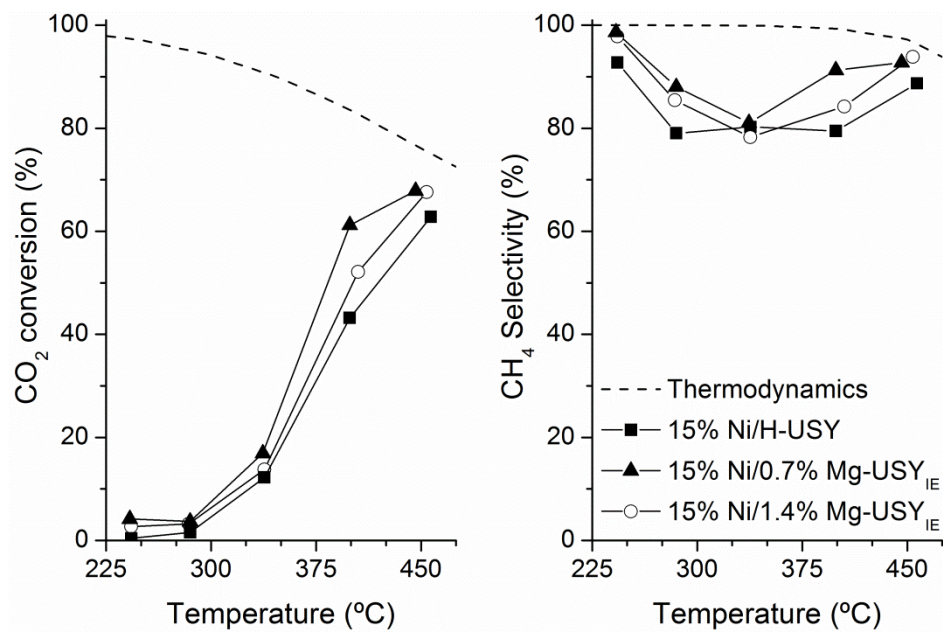 CO2 conversion (%)
100
80
60
40
20
0
225 300 375 450
Temperature (ºC)
CH4 Selectivity (%)
100
80
60
40
20
0
Thermodynamics
15% Ni/H-USY
15% Ni/0.7% Mg-USYIE
15% Ni/1.4% Mg-USYIE
225 300 375 450
Temperature (ºC)